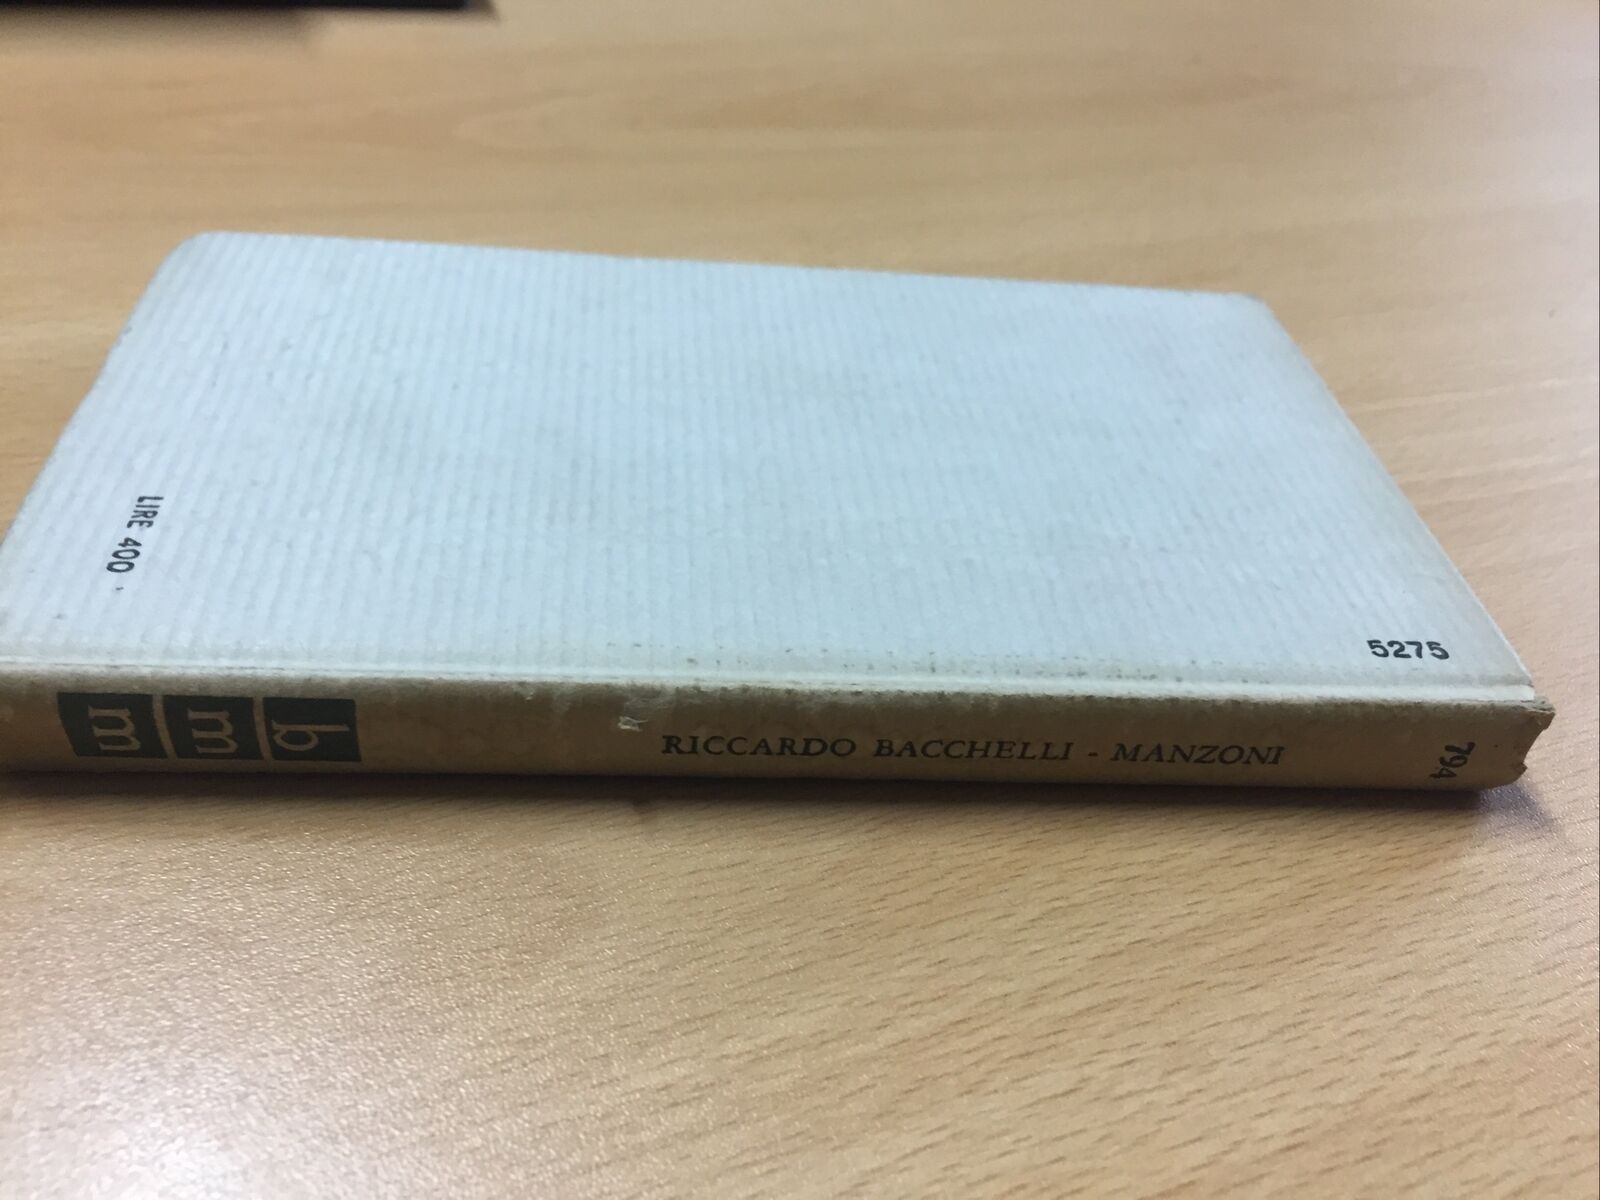 LIRE 400
5275
b
m
m
RICCARDO BACCHELLI - MANZONI
794